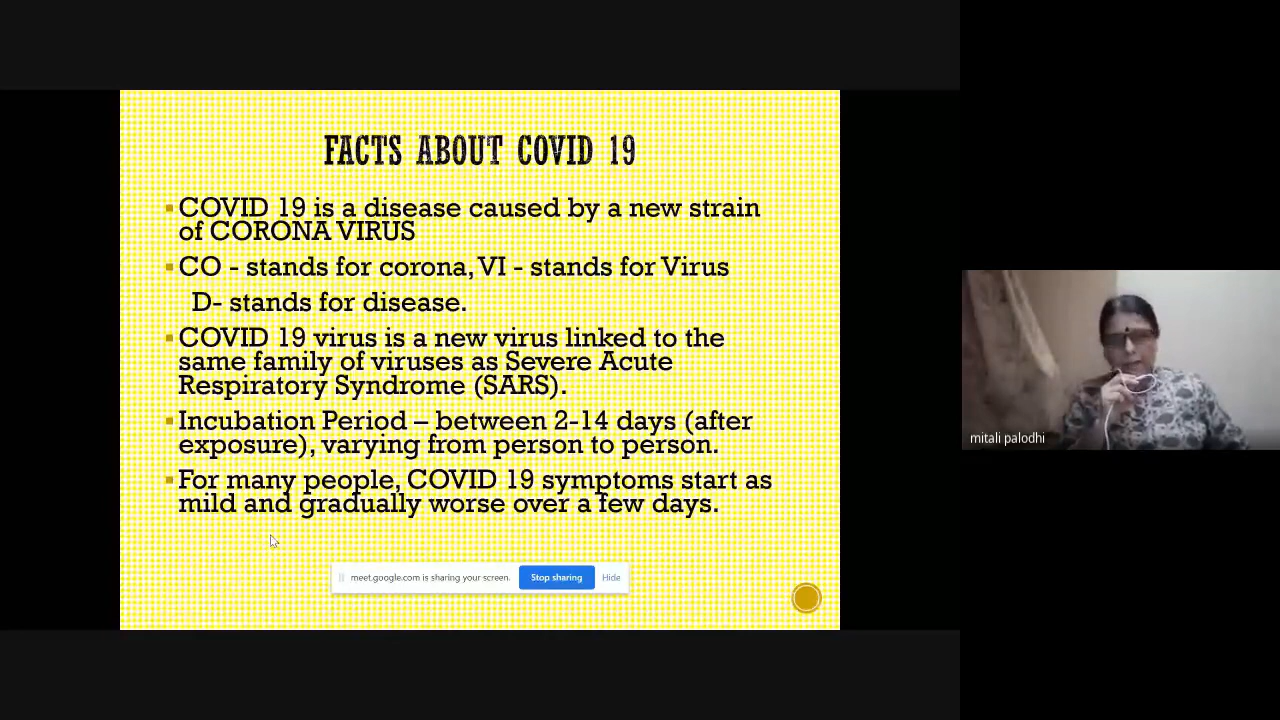 FACTS ABOUT COVID 19
COVID 19 is a disease caused by a new strain
of CORONA VIRUS
CO - stands for corona, VI - stands for Virus
D- stands for disease.
COVID 19 virus is a new virus linked to the
same family of viruses as Severe Acute
Respiratory Syndrome (SARS).
Incubation Period – between 2-14 days (after
exposure), varying from person to person.
For many people, COVID 19 symptoms start as
mild and gradually worse over a few days.
meet.google.com is sharing your screen. Stop sharing Hide
mitali palodhi